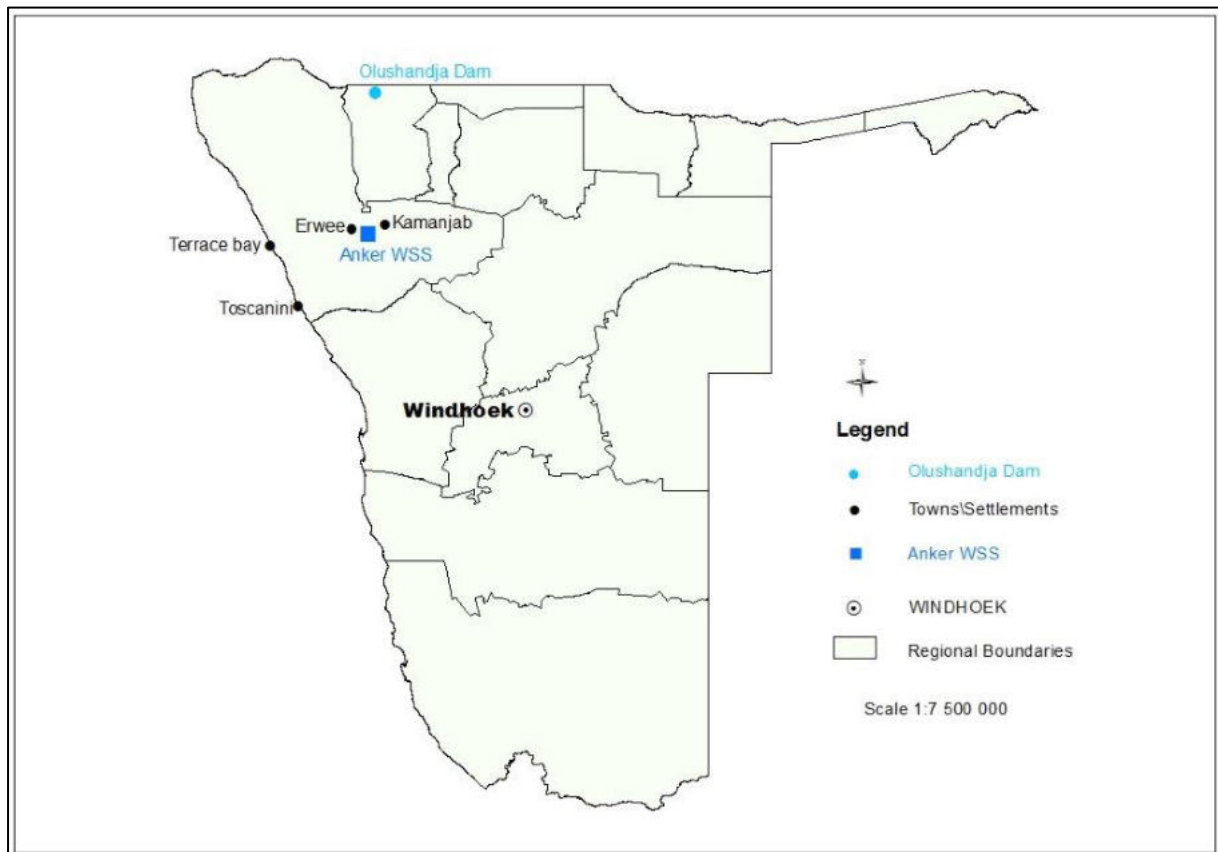 Olushandja Dam
Erwee
Kamanjab
Terrace bay
Anker WSS
Toscanini
Windhoek
N
Legend
Olushandja Dam
Towns\Settlements
Anker WSS
WINDHOEK
Regional Boundaries
Scale 1:7 500 000